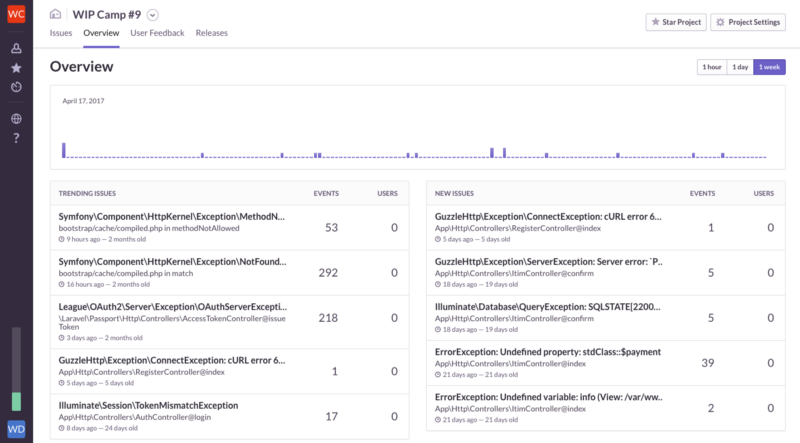 WC
WIP Camp #9
Issues
Overview
User Feedback
Releases
Star Project
Project Settings
Overview
1 hour
1 day
1 week
April 17, 2017
TRENDING ISSUES EVENTS USERS
Symfony\Component\HttpKernel\Exception\MethodN...
bootstrap/cache/compiled.php in methodNotAllowed
9 hours ago — 2 months old
53 0
Symfony\Component\HttpKernel\Exception\NotFound...
bootstrap/cache/compiled.php in match
16 hours ago — 2 months old
292 0
League\OAuth2\Server\Exception\OAuthServerExcepti...
\Laravel\Passport\Http\Controllers\AccessTokenController@issue
Token
3 days ago — 2 months old
218 0
GuzzleHttp\Exception\ConnectException: cURL error 6...
App\Http\Controllers\RegisterController@index
5 days ago — 5 days old
1 0
Illuminate\Session\TokenMismatchException
App\Http\Controllers\AuthController@login
8 days ago — 24 days old
17 0
NEW ISSUES EVENTS USERS
GuzzleHttp\Exception\ConnectException: cURL error 6...
App\Http\Controllers\RegisterController@index
5 days ago — 5 days old
1 0
GuzzleHttp\Exception\ServerException: Server error: `P...
App\Http\Controllers\ItimController@confirm
18 days ago — 19 days old
5 0
Illuminate\Database\QueryException: SQLSTATE[2200...
App\Http\Controllers\ItimController@confirm
18 days ago — 19 days old
5 0
ErrorException: Undefined property: stdClass::$payment
App\Http\Controllers\ItimController@index
21 days ago — 21 days old
39 0
ErrorException: Undefined variable: info (View: /var/ww...
App\Http\Controllers\ItimController@index
21 days ago — 21 days old
2 0
?
WD